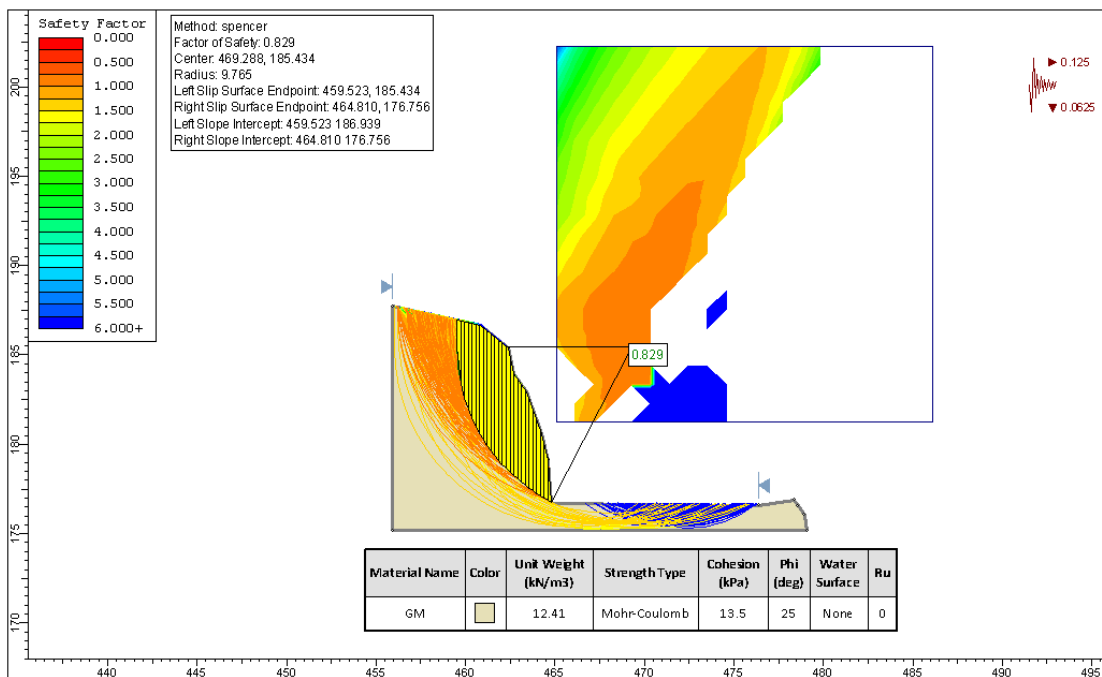 Safety Factor
0.000
0.500
1.000
1.500
2.000
2.500
3.000
3.500
4.000
4.500
5.000
5.500
6.000+
Method: spencer
Factor of Safety: 0.829
Center: 469.288, 185.434
Radius: 9.765
Left Slip Surface Endpoint: 459.523, 185.434
Right Slip Surface Endpoint: 464.810, 176.756
Left Slope Intercept: 459.523 186.939
Right Slope Intercept: 464.810 176.756
0.125
0.0625
0.829
200
195
190
185
180
175
170
Material Name Color Unit Weight (kN/m3) Strength Type Cohesion (kPa) Phi (deg) Water Surface Ru
GM 12.41 Mohr-Coulomb 13.5 25 None 0
440 445 450 455 460 465 470 475 480 485 490 495